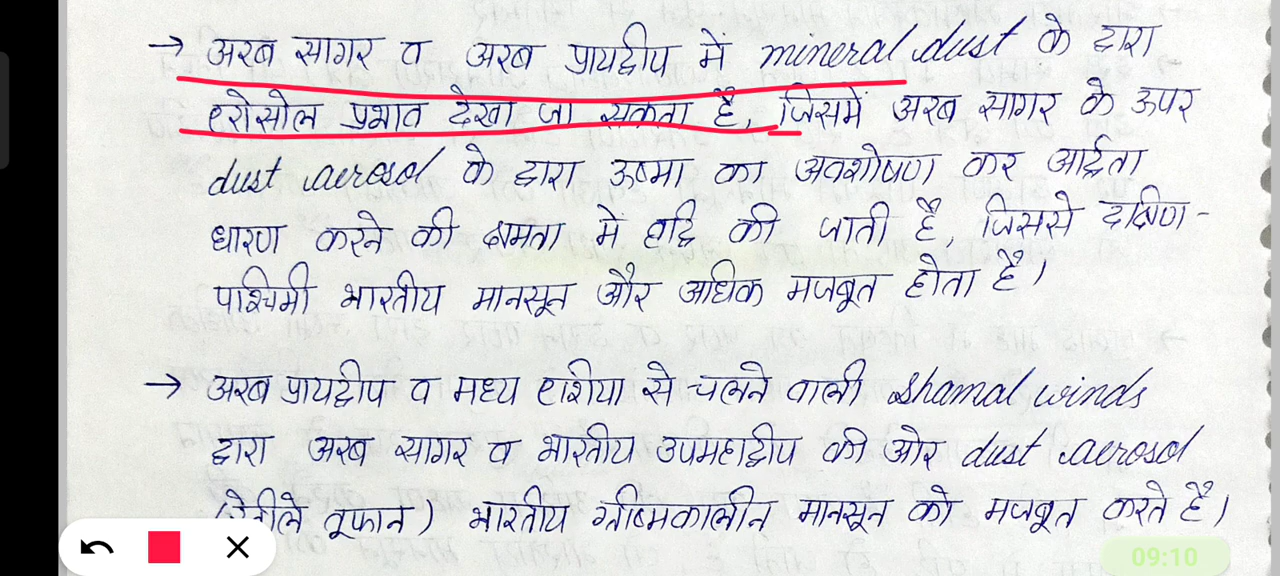 → अरब सागर व अरब प्रायद्वीप में mineral dust के द्वारा
एरोसोल प्रभाव देखा जा सकता है, जिसमें अरब सागर के ऊपर
dust aerosol के द्वारा उष्मा का अवशोषण कर आर्द्रता
धारण करने की क्षमता में वृद्धि की जाती है, जिससे दक्षिण-
पाश्चिमी भारतीय मानसून और अधिक मजबूत होता है।
→ अरब प्रायद्वीप व मध्य एशिया से चलने वाली Shamal winds
द्वारा अरब सागर व भारतीय उपमहाद्वीप की ओर dust aerosol
तूफान) भारतीय ग्रीष्मकालीन मानसून को मजबूत करते है।
09:10